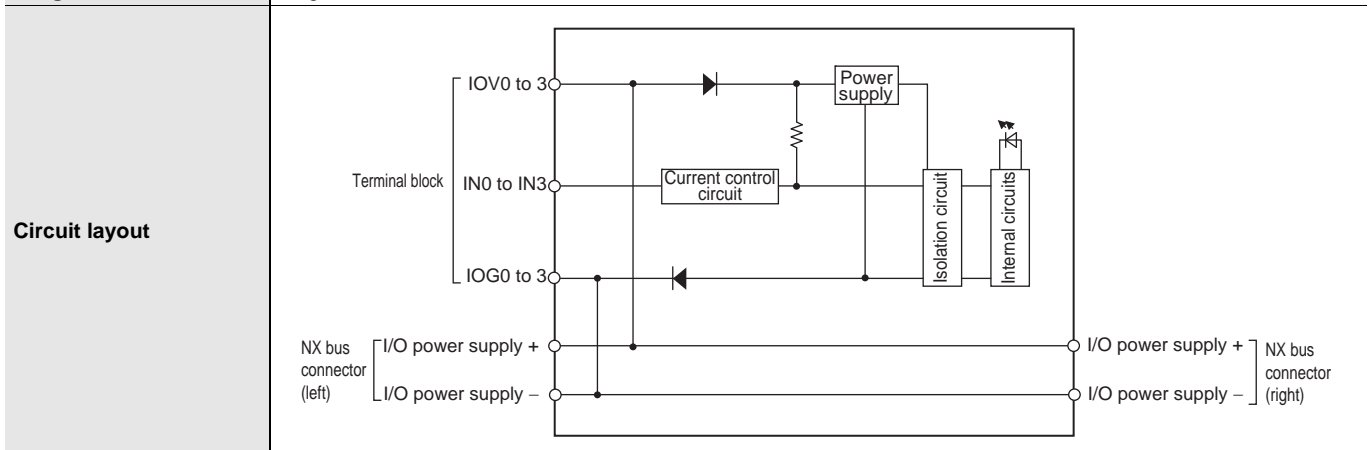 Circuit layout
Terminal block
IOV0 to 3
IN0 to IN3
IOG0 to 3
Current control
circuit
Power
supply
Isolation circuit
Internal circuits
NX bus
connector
(left)
I/O power supply +
I/O power supply −
I/O power supply +
I/O power supply −
NX bus
connector
(right)